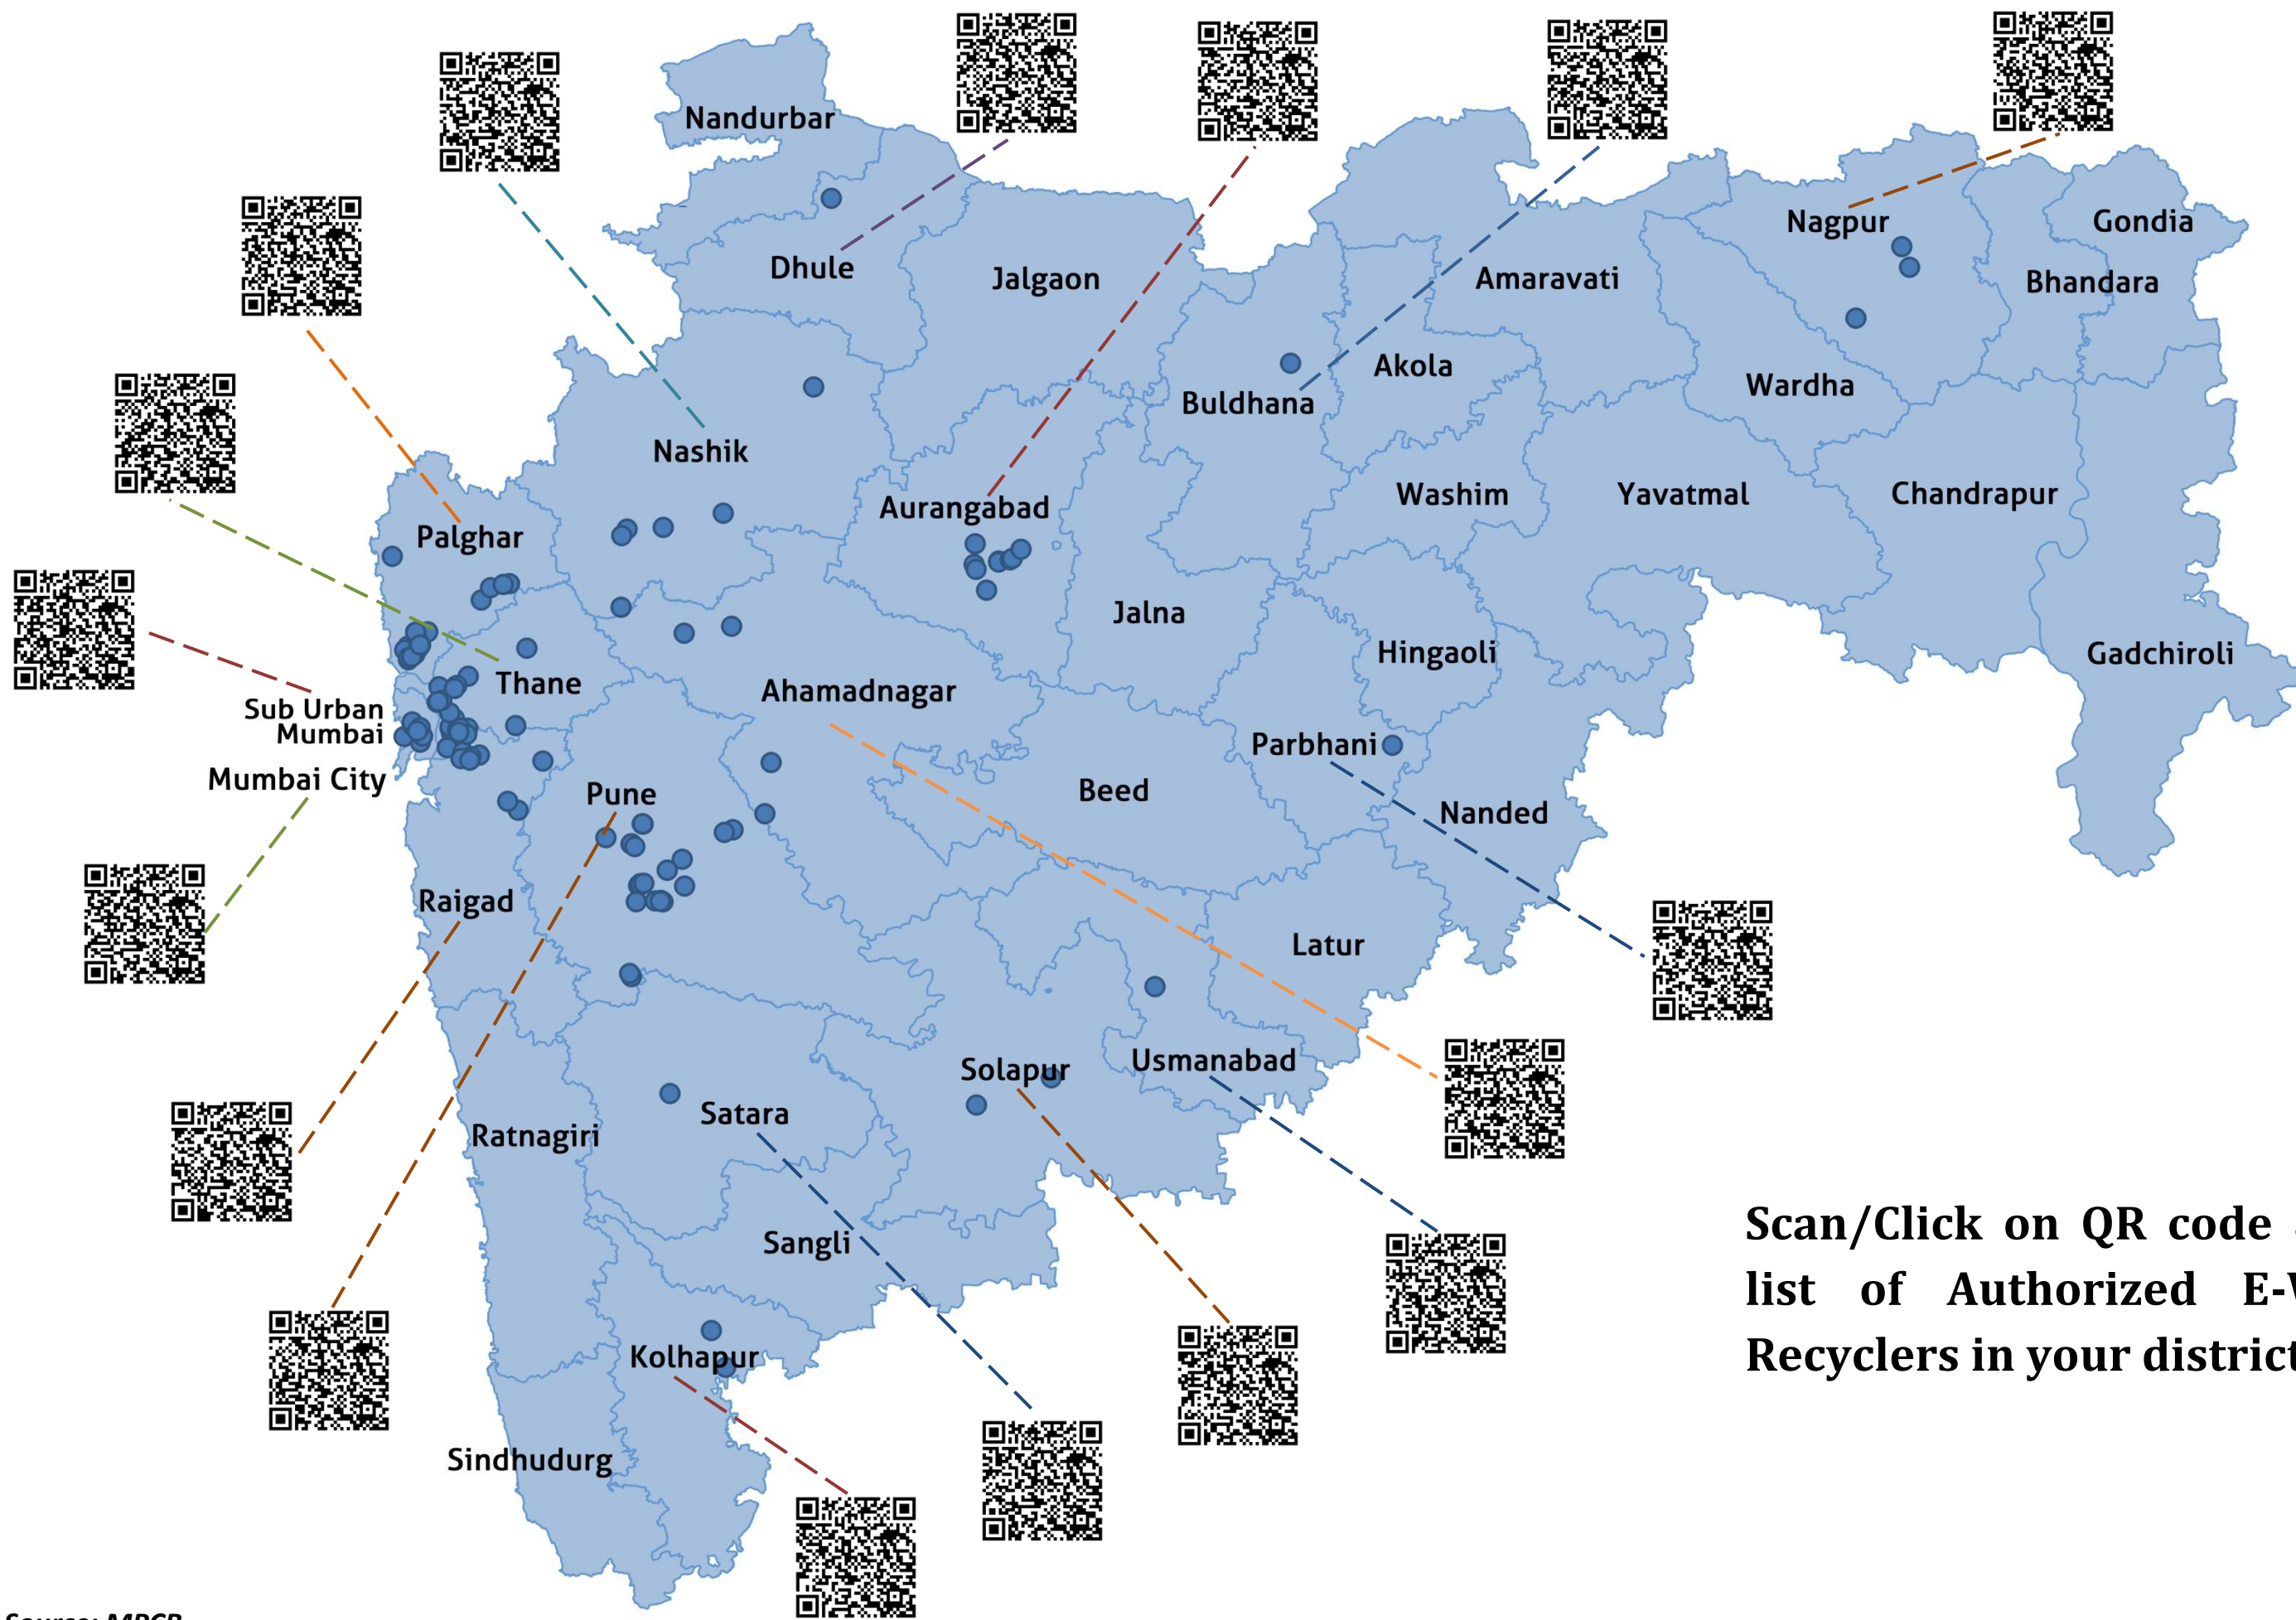 Nandurbar
Dhule
Jalgaon
Nagpur
Gondia
Amaravati
Bhandara
Akola
Buldhana
Wardha
Nashik
Aurangabad
Washim
Yavatmal
Chandrapur
Palghar
Jalna
Hingaoli
Gadchiroli
Thane
Ahamadnagar
Sub Urban
Mumbai
Parbhani
Mumbai City
Pune
Beed
Nanded
Raigad
Latur
Solapur
Usmanabad
Satara
Ratnagiri
Sangli
Scan/Click on QR code
list of Authorized
Recyclers in your district
Kolhapur
Sindhudurg
Source: MPCB